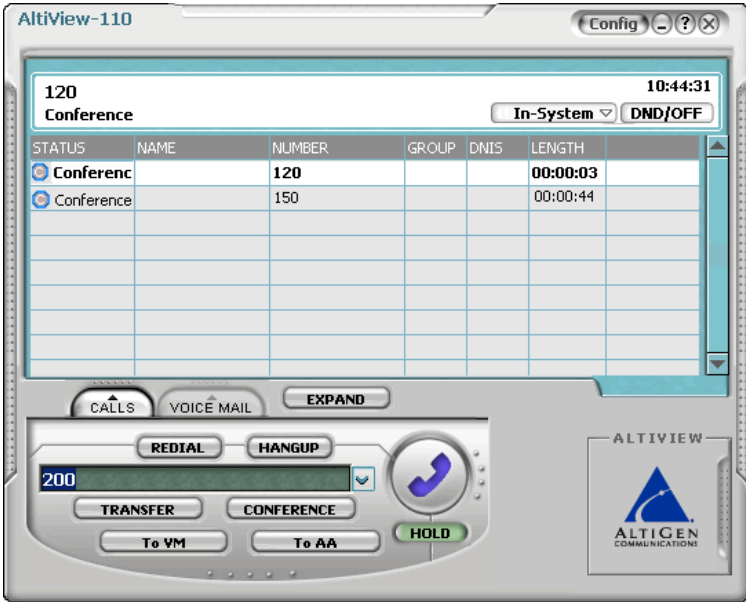 AltiView-110 Config ?
120 10:44:31
Conference In-System DND/OFF
STATUS NAME NUMBER GROUP DNIS LENGTH
Conferenc 120 00:00:03
Conference 150 00:00:44
CALLS VOICE MAIL EXPAND
REDIAL HANGUP ALTIVIEW
200
TRANSFER CONFERENCE
HOLD
To VM To AA
ALTIGEN
COMMUNICATIONS